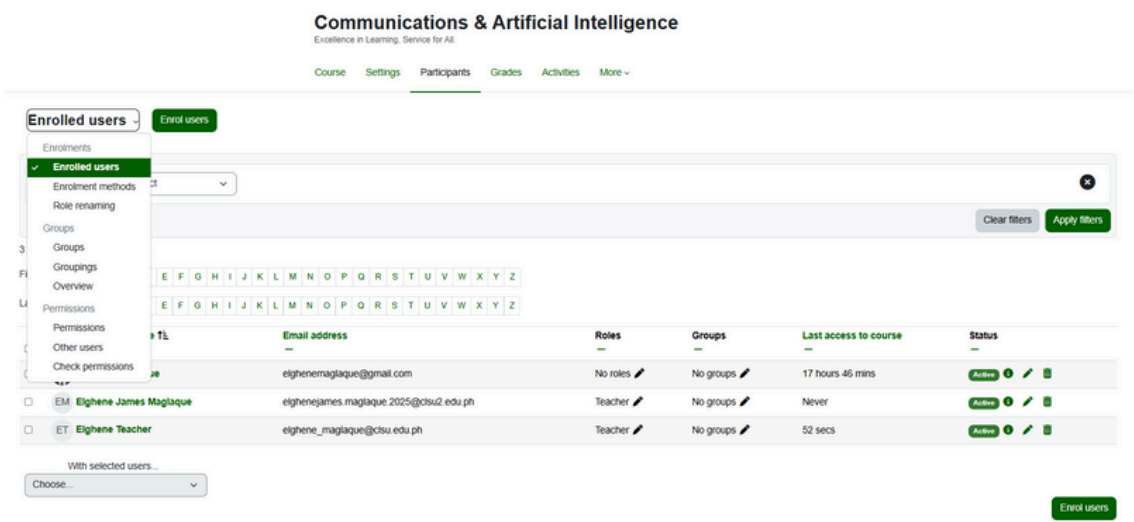 Communications & Artificial Intelligence
Excellence in Learning, Service for All.
Course Settings Participants Grades Activities More
Enrolled users Enrol users
Enrolments
Enrolled users
Enrolment methods
Role renaming
Groups
Groups
Groupings
Overview
Permissions
Permissions
Other users
Check permissions
Clear filters Apply filters
3
E F G H I J K L M N O P Q R S T U V W X Y Z
E F G H I J K L M N O P Q R S T U V W X Y Z
Email address Roles Groups Last access to course Status
elghenemaglaque@gmail.com No roles No groups 17 hours 46 mins Active
EM Elghene James Maglaque elghenejames.maglaque.2025@clsu2.edu.ph Teacher No groups Never Active
ET Elghene Teacher elghene_maglaque@clsu.edu.ph Teacher No groups 52 secs Active
With selected users...
Choose...
Enrol users